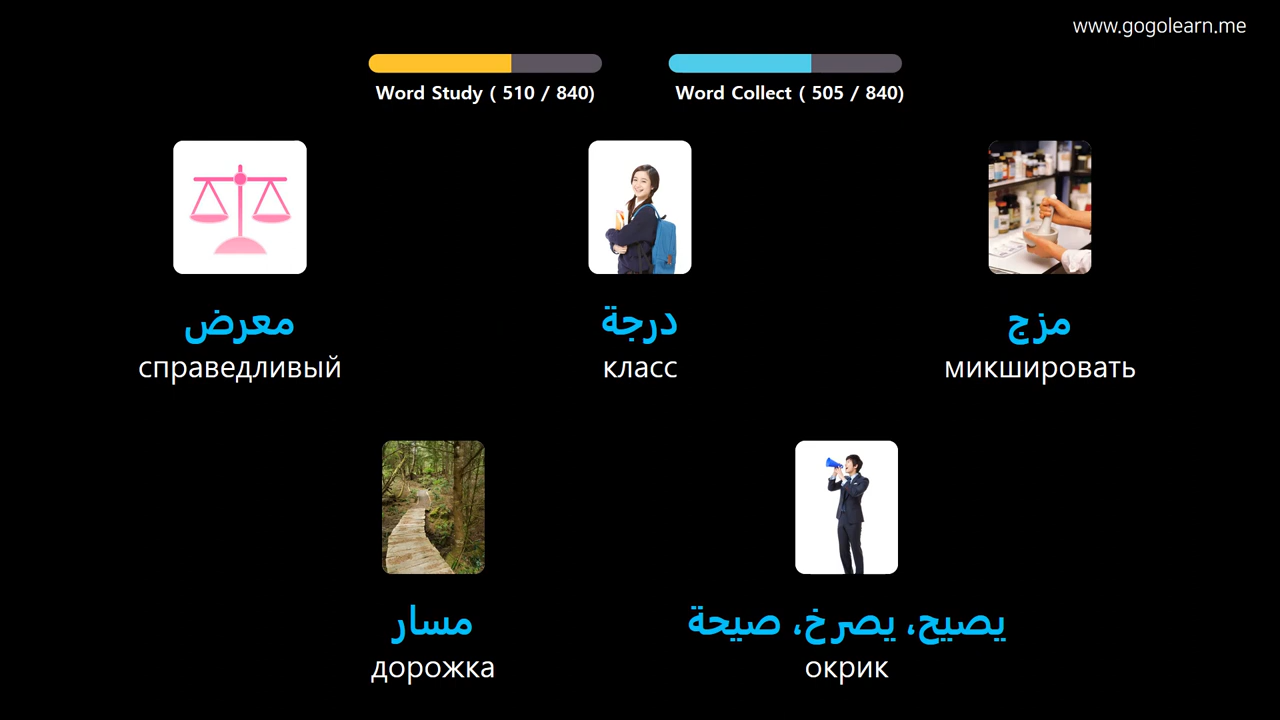 www.gogolearn.me
Word Study ( 510 / 840)
Word Collect ( 505 / 840)
معرض
справедливый
درجة
класс
مزج
микшировать
مسار
дорожка
يصيح، يصرخ، صيحة
окрик